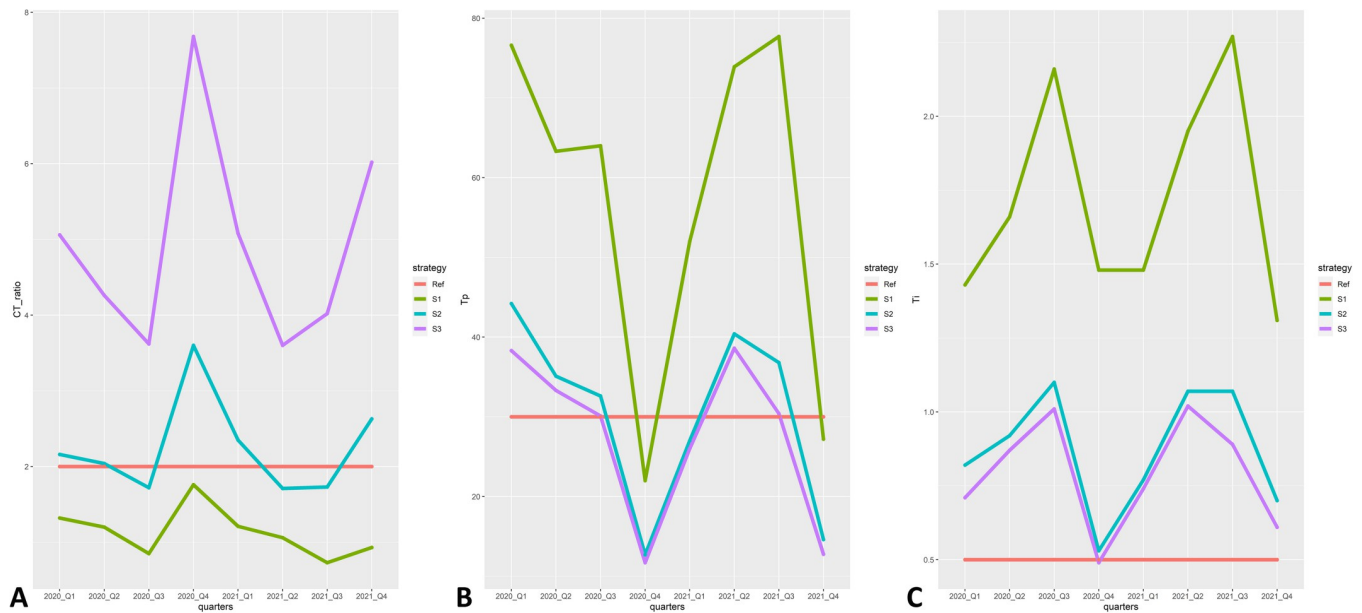 8
6
4
2
CT_ratio
2020_Q1 2020_Q2 2020_Q3 2020_Q4 2021_Q1 2021_Q2 2021_Q3 2021_Q4
quarters
strategy
Ref
S1
S2
S3
A
80
60
40
20
Tp
2020_Q1 2020_Q2 2020_Q3 2020_Q4 2021_Q1 2021_Q2 2021_Q3 2021_Q4
quarters
strategy
Ref
S1
S2
S3
B
2.0
1.5
1.0
0.5
Ti
2020_Q1 2020_Q2 2020_Q3 2020_Q4 2021_Q1 2021_Q2 2021_Q3 2021_Q4
quarters
strategy
Ref
S1
S2
S3
C